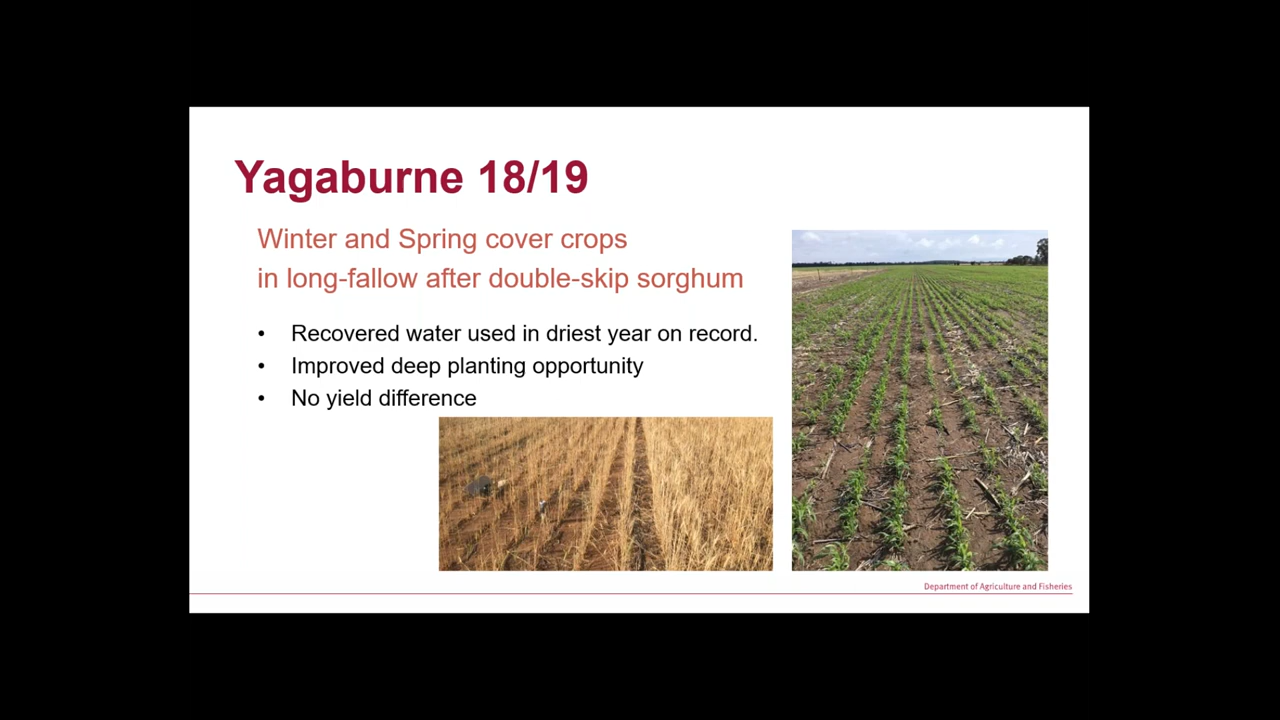 Yagaburne 18/19
Winter and Spring cover crops
in long-fallow after double-skip sorghum
• Recovered water used in driest year on record.
• Improved deep planting opportunity
• No yield difference
Department of Agriculture and Fisheries